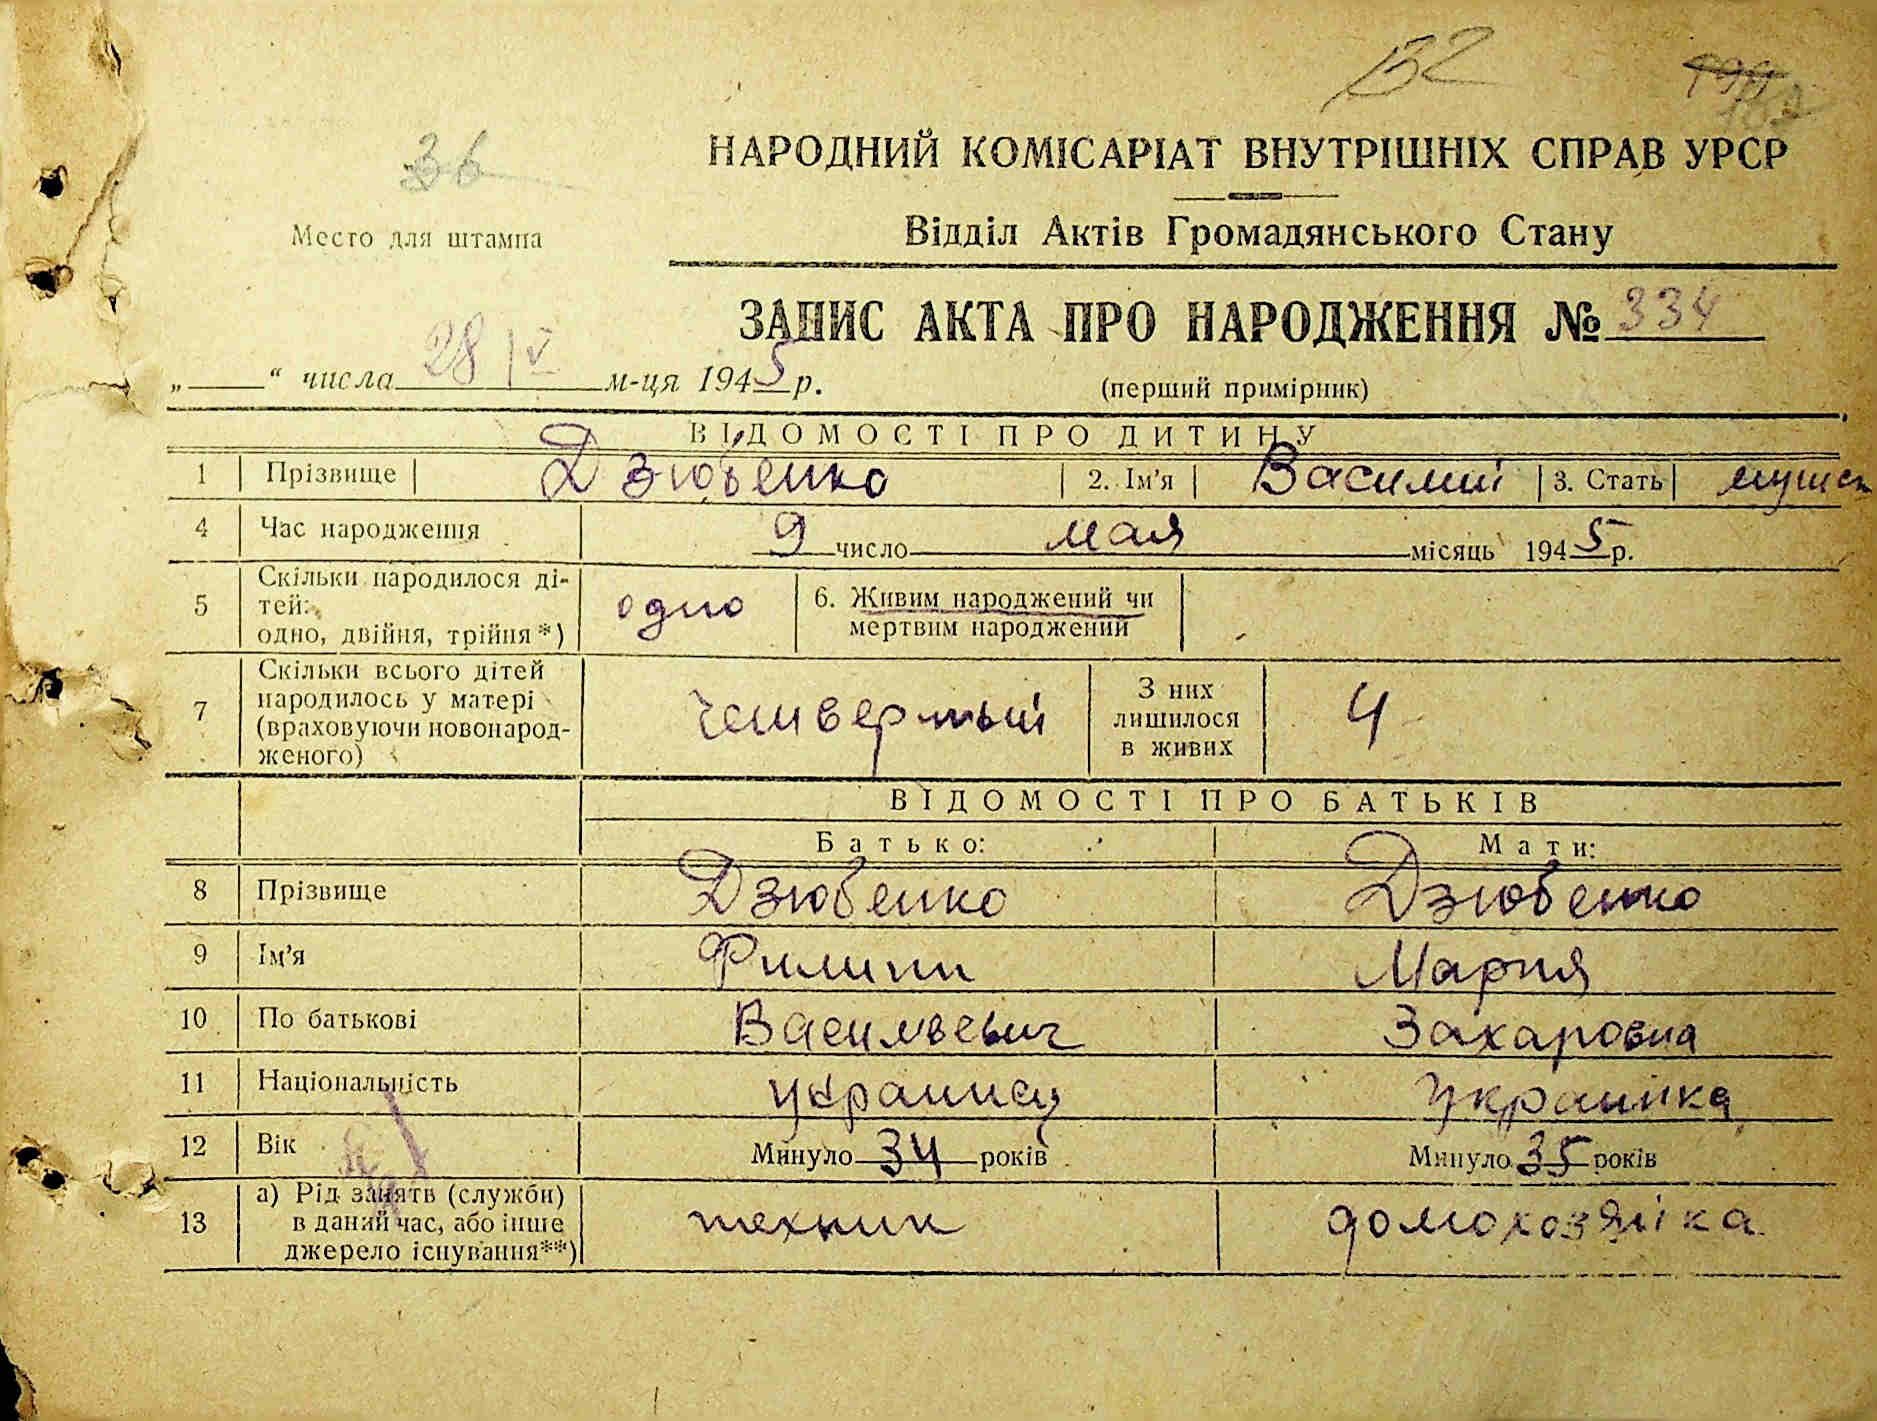 132
36
НАРОДНИЙ КОМІСАРІАТ ВНУТРІШНІХ СПРАВ УРСР
Место для штампа
Відділ Актів Громадянського Стану
ЗАПИС АКТА ПРО НАРОДЖЕННЯ № 334
„ “ числа 28/V м-ця 1945 р.
(перший примірник)
ВІДОМОСТІ ПРО ДИТИНУ
1 Прізвище Дзюбенко 2. Ім'я Василий 3. Стать мужск
4 Час народження 9 число мая місяць 1945 р.
5 Скільки народилося ді-
тей:
одно, двійня, трійня*) одно
6. Живим народжений чи
мертвим народжений
7 Скільки всього дітей
народилось у матері
(враховуючи новонарод-
женого) четвертый
З них
лишилося
в живих 4
ВІДОМОСТІ ПРО БАТЬКІВ
Батько: Мати:
8 Прізвище Дзюбенко Дзюбенко
9 Ім'я Филипп Мария
10 По батькові Васильевич Захаровна
11 Національність украинец украинка
12 Вік Минуло 34 років Минуло 35 років
13 а) Рід занять (служби)
в даний час, або інше
джерело існування**) техник домохозяйка